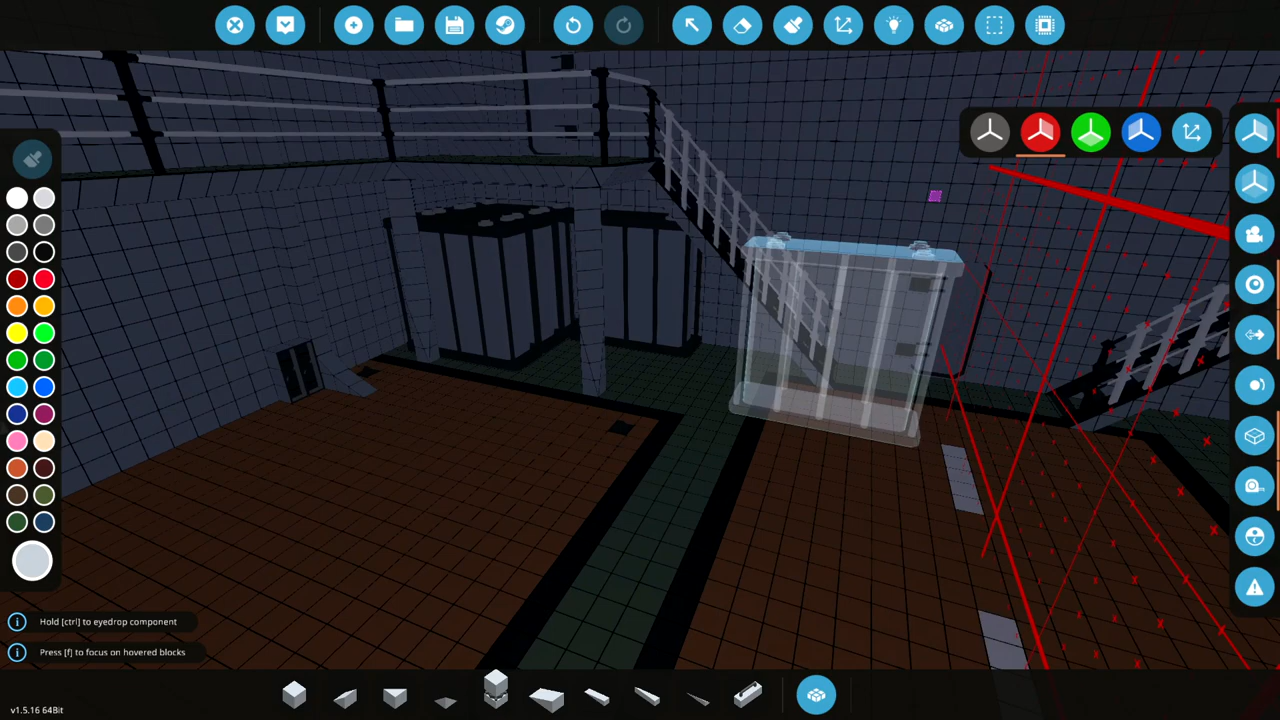 Hold [ctrl] to eyedrop component
Press [f] to focus on hovered blocks
v1.5.16 64Bit